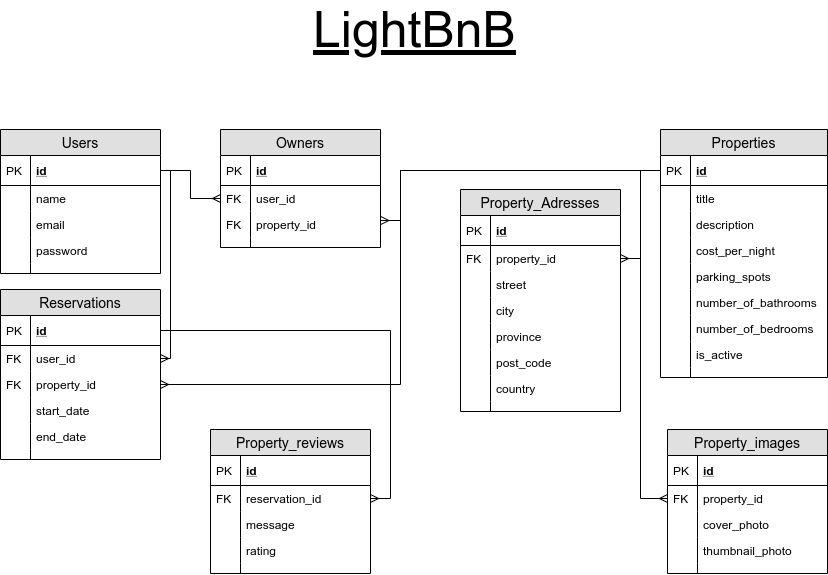 LightBnB
Users
PK id
name
email
password
Owners
PK id
FK user_id
FK property_id
Property_Adresses
PK id
FK property_id
street
city
province
post_code
country
Properties
PK id
title
description
cost_per_night
parking_spots
number_of_bathrooms
number_of_bedrooms
is_active
Reservations
PK id
FK user_id
FK property_id
start_date
end_date
Property_reviews
PK id
FK reservation_id
message
rating
Property_images
PK id
FK property_id
cover_photo
thumbnail_photo